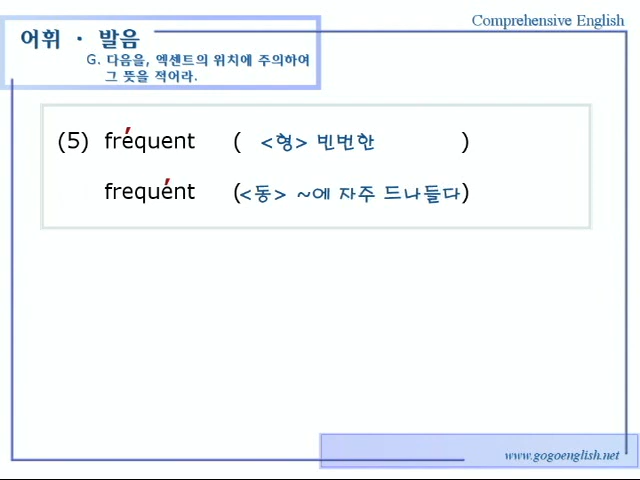 Comprehensive English
어휘 · 발음
G. 다음을, 엑센트의 위치에 주의하여
그 뜻을 적어라.
(5) fréquent ( <형> 빈번한 )
frequént (<동> ~에 자주 드나들다)
www.gogoenglish.net